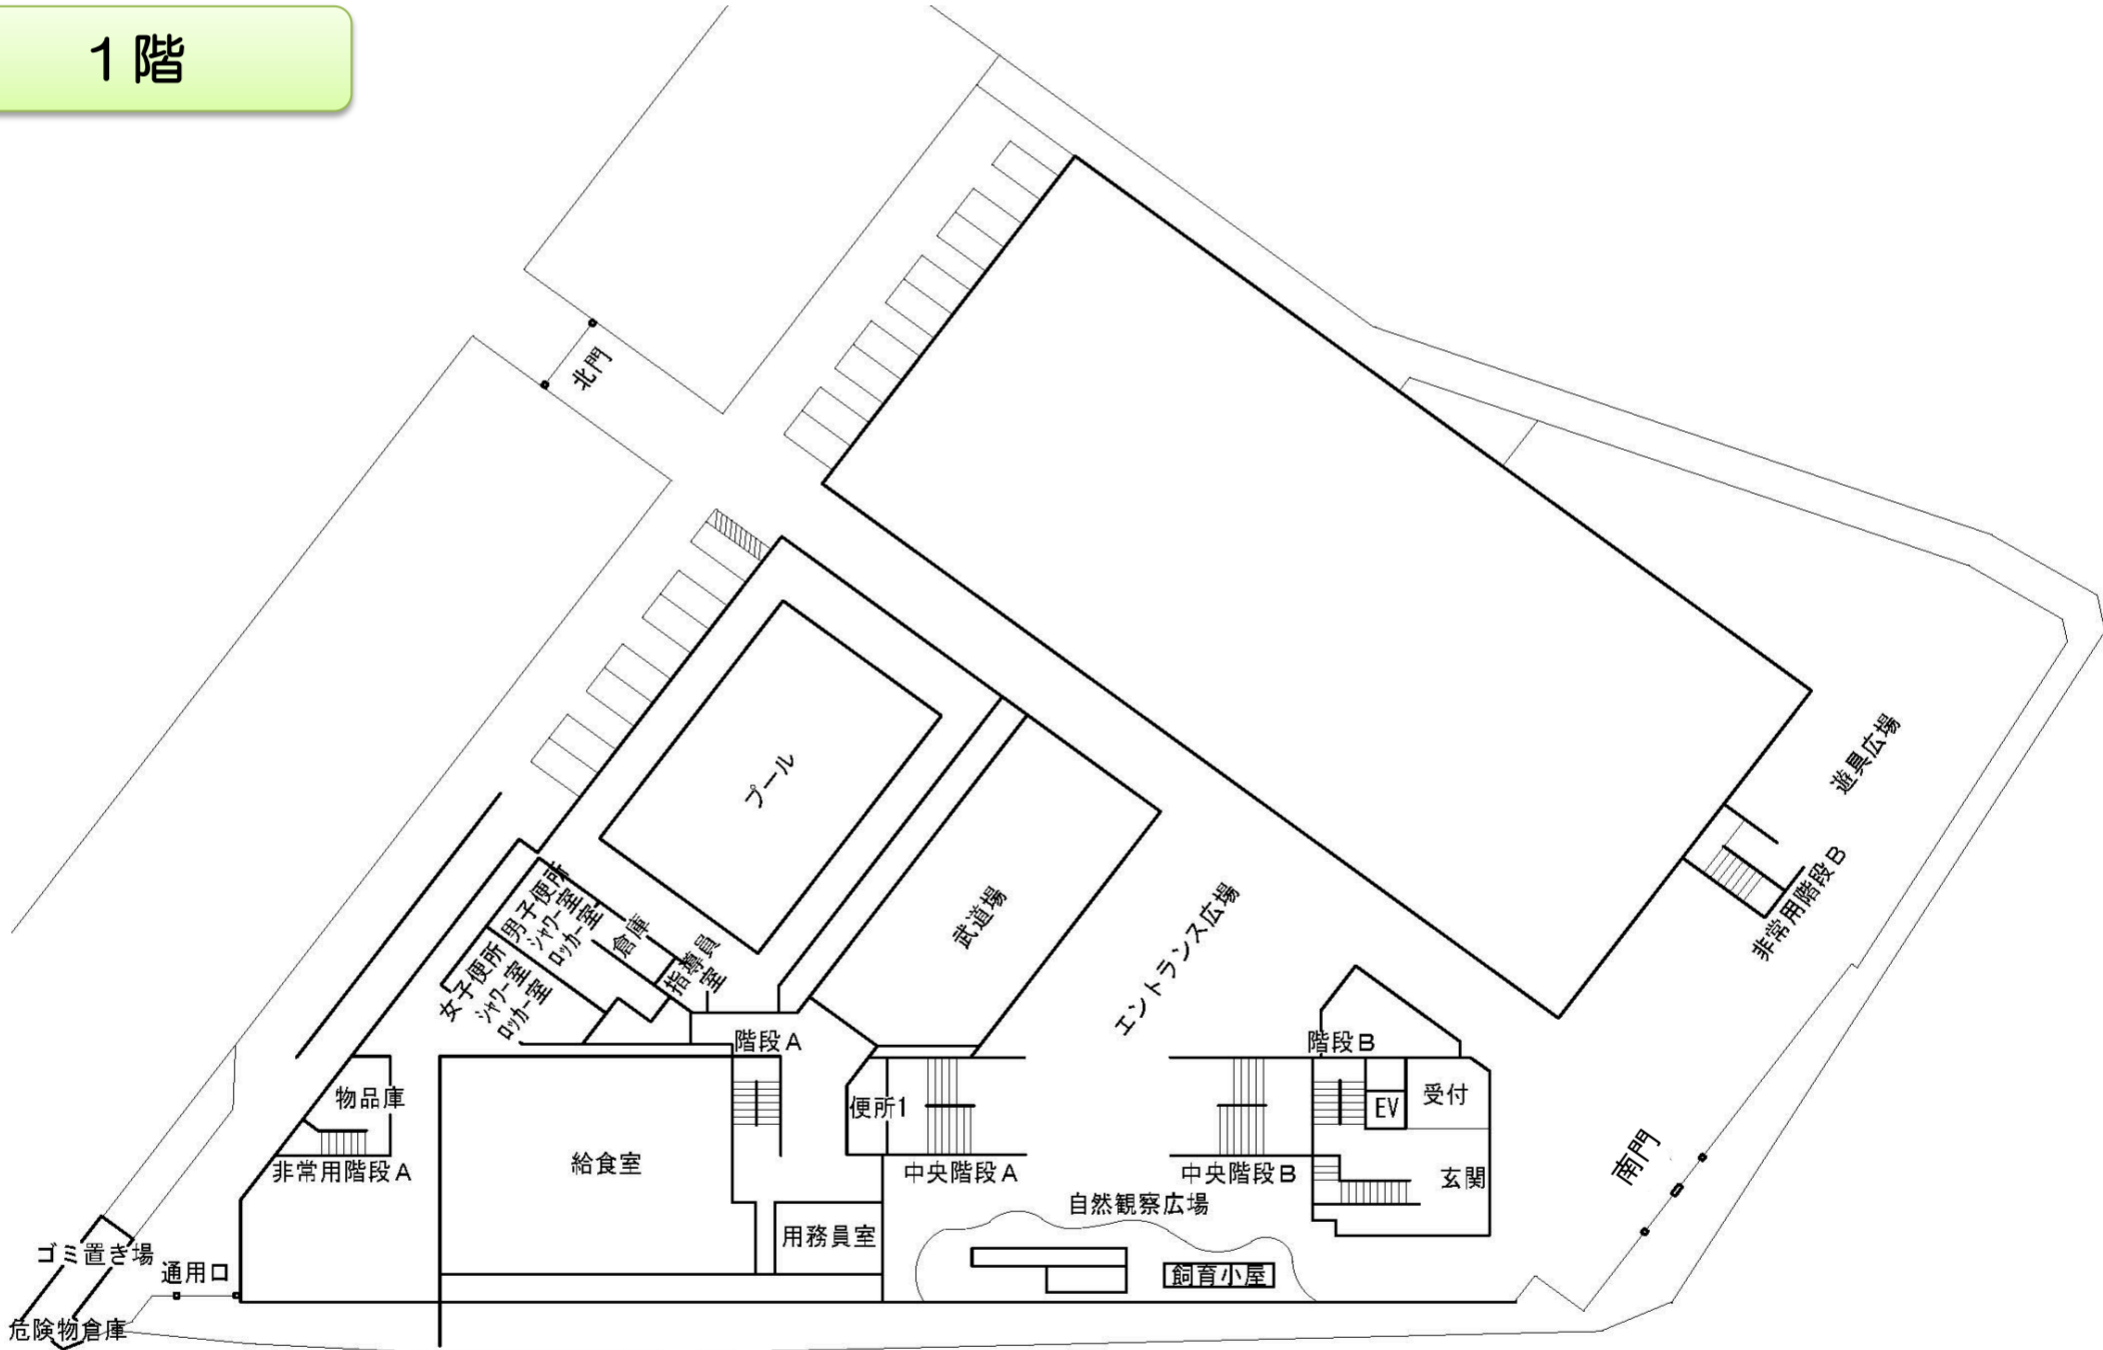 1階
北門
プール
遊具広場
非常用階段B
男子便所
シャワー室
ロッカー室
倉庫
指導員
室
女子便所
シャワー室
ロッカー室
武道場
エントランス広場
階段A
階段B
物品庫
便所1
EV
受付
非常用階段A
給食室
中央階段A
中央階段B
玄関
南門
自然観察広場
用務員室
飼育小屋
ゴミ置き場
通用口
危険物倉庫